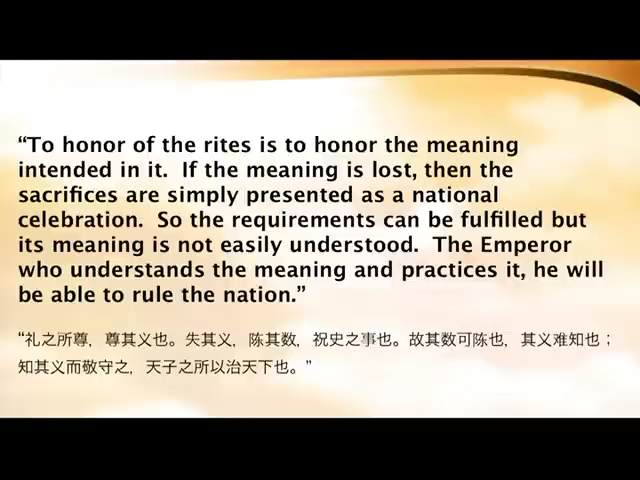 “To honor of the rites is to honor the meaning
intended in it.  If the meaning is lost, then the
sacrifices are simply presented as a national
celebration.  So the requirements can be fulfilled but
its meaning is not easily understood.  The Emperor
who understands the meaning and practices it, he will
be able to rule the nation.”
“礼之所尊，尊其义也。失其义，陈其数，祝史之事也。故其数可陈也，其义难知也；
知其义而敬守之，天子之所以治天下也。”